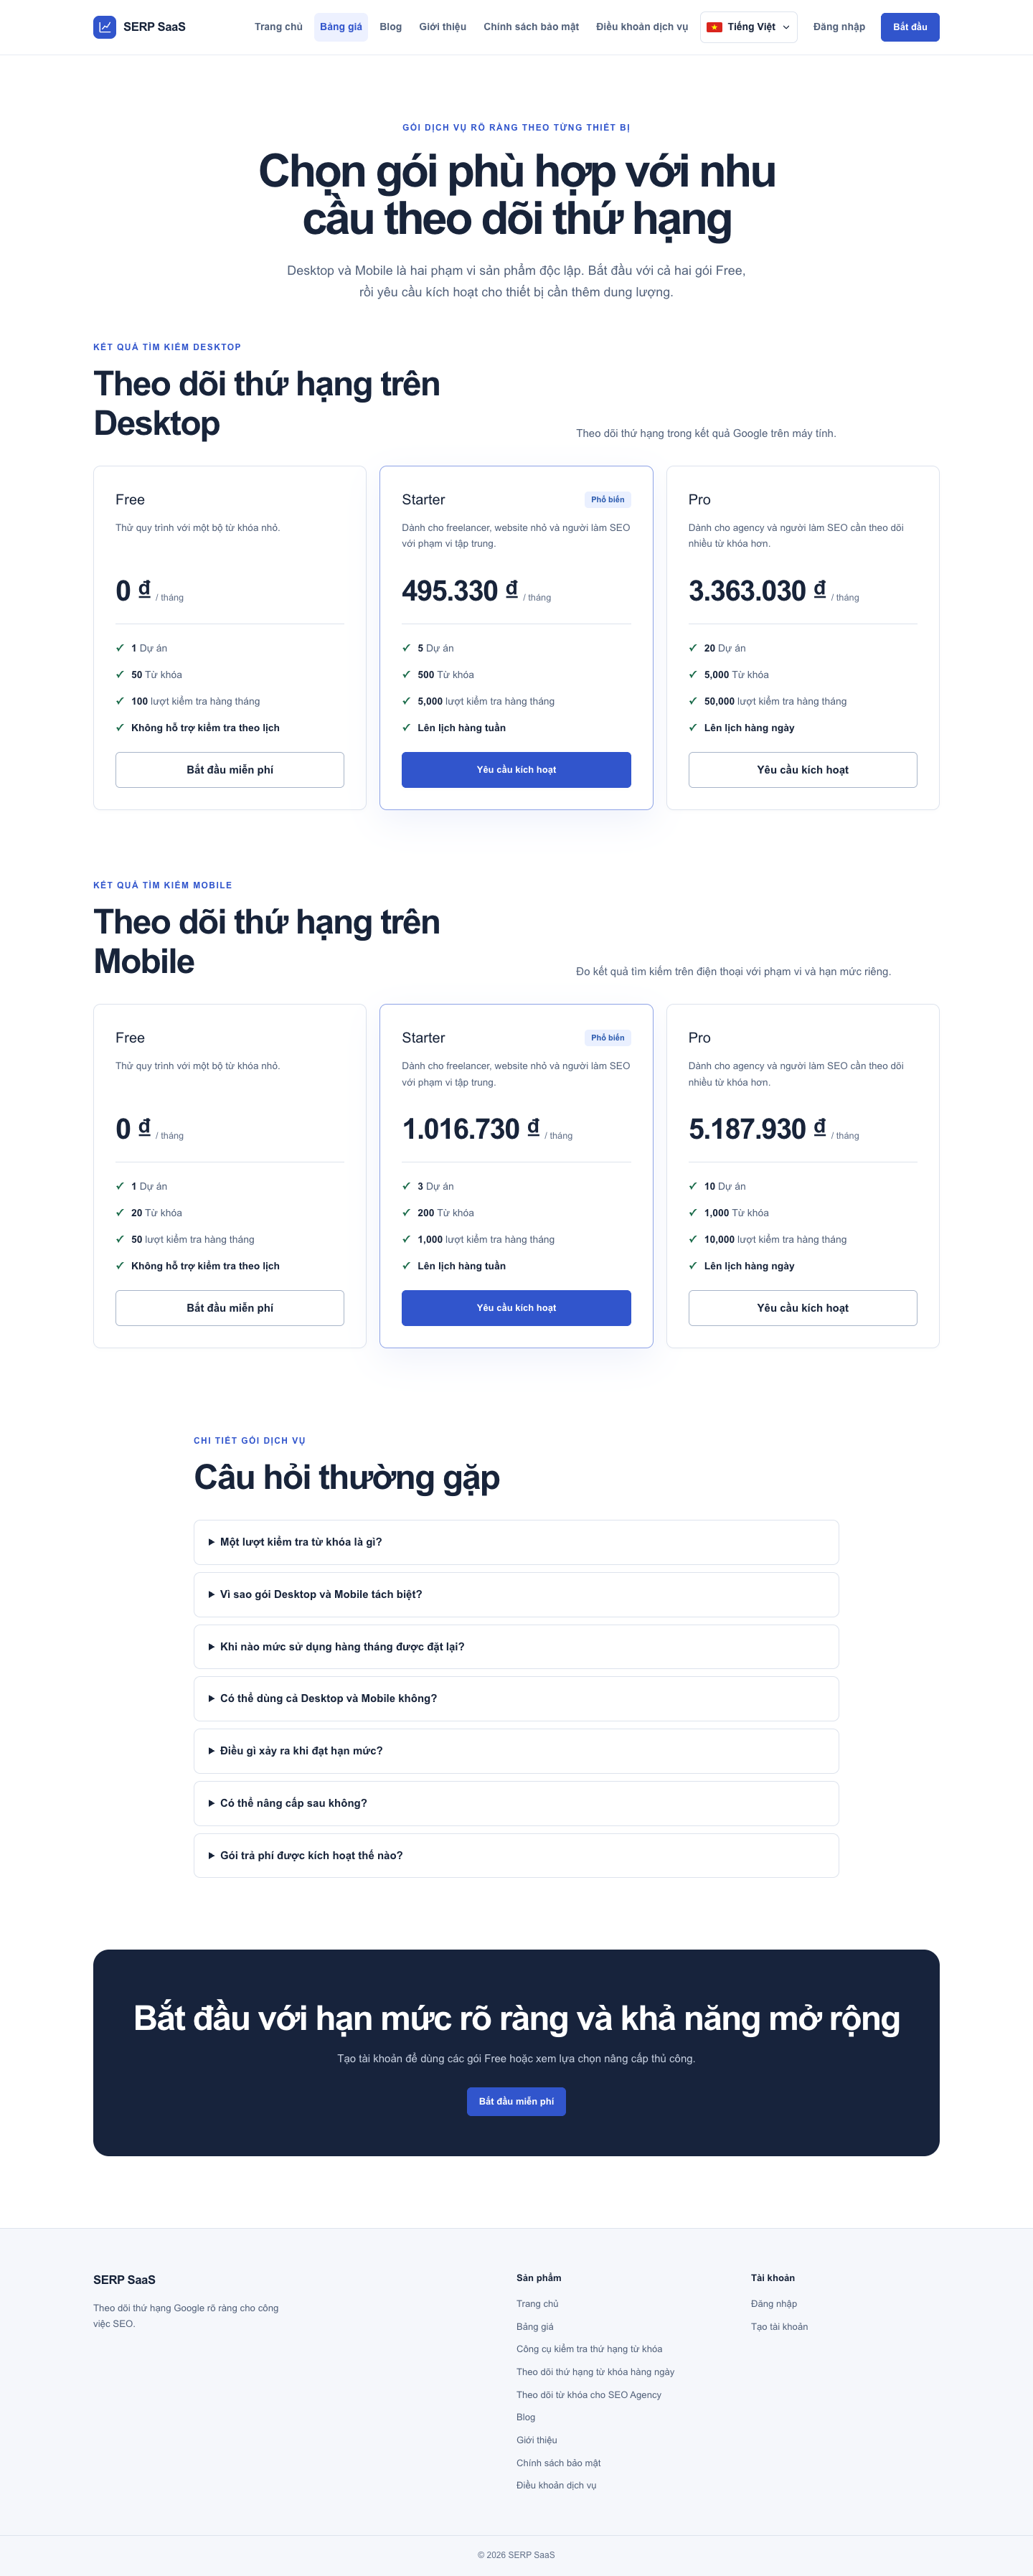 SERP SaaS
Trang chủ
Bảng giá
Blog
Giới thiệu
Chính sách bảo mật
Điều khoản dịch vụ
Tiếng Việt
Đăng nhập
Bắt đầu
GÓI DỊCH VỤ RÕ RÀNG THEO TỪNG THIẾT BỊ
Chọn gói phù hợp với nhu
cầu theo dõi thứ hạng
Desktop và Mobile là hai phạm vi sản phẩm độc lập. Bắt đầu với cả hai gói Free,
rồi yêu cầu kích hoạt cho thiết bị cần thêm dung lượng.
KẾT QUẢ TÌM KIẾM DESKTOP
Theo dõi thứ hạng trên
Desktop
Theo dõi thứ hạng trong kết quả Google trên máy tính.
Free
Thử quy trình với một bộ từ khóa nhỏ.
0 ₫ / tháng
✓ 1 Dự án
✓ 50 Từ khóa
✓ 100 lượt kiểm tra hàng tháng
✓ Không hỗ trợ kiểm tra theo lịch
Bắt đầu miễn phí
Starter
Phổ biến
Dành cho freelancer, website nhỏ và người làm SEO
với phạm vi tập trung.
495.330 ₫ / tháng
✓ 5 Dự án
✓ 500 Từ khóa
✓ 5,000 lượt kiểm tra hàng tháng
✓ Lên lịch hàng tuần
Yêu cầu kích hoạt
Pro
Dành cho agency và người làm SEO cần theo dõi
nhiều từ khóa hơn.
3.363.030 ₫ / tháng
✓ 20 Dự án
✓ 5,000 Từ khóa
✓ 50,000 lượt kiểm tra hàng tháng
✓ Lên lịch hàng ngày
Yêu cầu kích hoạt
KẾT QUẢ TÌM KIẾM MOBILE
Theo dõi thứ hạng trên
Mobile
Đo kết quả tìm kiếm trên điện thoại với phạm vi và hạn mức riêng.
Free
Thử quy trình với một bộ từ khóa nhỏ.
0 ₫ / tháng
✓ 1 Dự án
✓ 20 Từ khóa
✓ 50 lượt kiểm tra hàng tháng
✓ Không hỗ trợ kiểm tra theo lịch
Bắt đầu miễn phí
Starter
Phổ biến
Dành cho freelancer, website nhỏ và người làm SEO
với phạm vi tập trung.
1.016.730 ₫ / tháng
✓ 3 Dự án
✓ 200 Từ khóa
✓ 1,000 lượt kiểm tra hàng tháng
✓ Lên lịch hàng tuần
Yêu cầu kích hoạt
Pro
Dành cho agency và người làm SEO cần theo dõi
nhiều từ khóa hơn.
5.187.930 ₫ / tháng
✓ 10 Dự án
✓ 1,000 Từ khóa
✓ 10,000 lượt kiểm tra hàng tháng
✓ Lên lịch hàng ngày
Yêu cầu kích hoạt
CHI TIẾT GÓI DỊCH VỤ
Câu hỏi thường gặp
Một lượt kiểm tra từ khóa là gì?
Vì sao gói Desktop và Mobile tách biệt?
Khi nào mức sử dụng hàng tháng được đặt lại?
Có thể dùng cả Desktop và Mobile không?
Điều gì xảy ra khi đạt hạn mức?
Có thể nâng cấp sau không?
Gói trả phí được kích hoạt thế nào?
Bắt đầu với hạn mức rõ ràng và khả năng mở rộng
Tạo tài khoản để dùng các gói Free hoặc xem lựa chọn nâng cấp thủ công.
Bắt đầu miễn phí
SERP SaaS
Theo dõi thứ hạng Google rõ ràng cho công
việc SEO.
Sản phẩm
Trang chủ
Bảng giá
Công cụ kiểm tra thứ hạng từ khóa
Theo dõi thứ hạng từ khóa hàng ngày
Theo dõi từ khóa cho SEO Agency
Blog
Giới thiệu
Chính sách bảo mật
Điều khoản dịch vụ
Tài khoản
Đăng nhập
Tạo tài khoản
© 2026 SERP SaaS